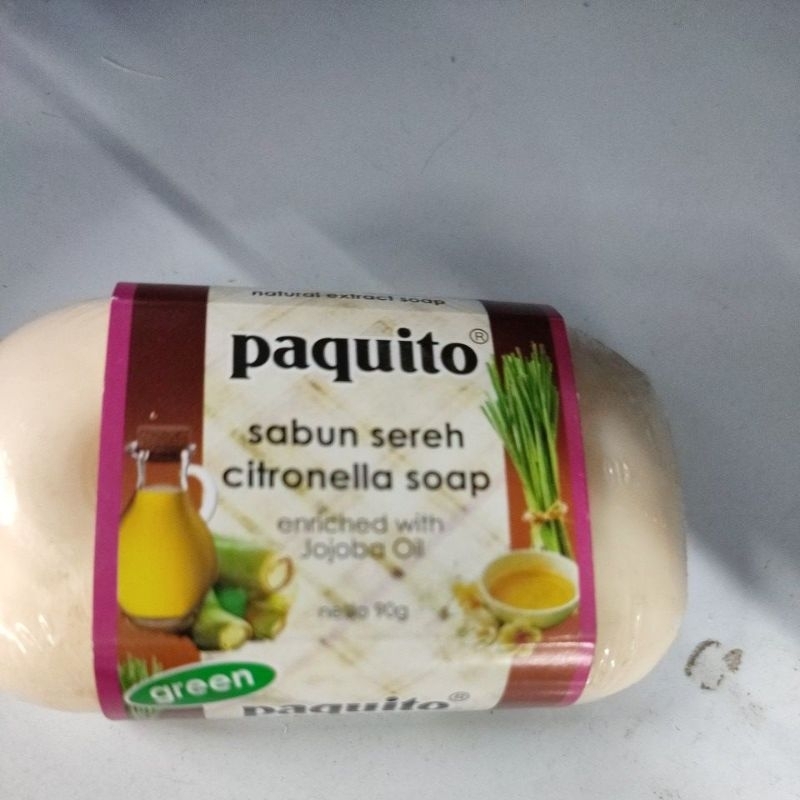 natural extract soap
paquito®
sabun sereh
citronella soap
enriched with
Jojoba Oil
netto 90g
green
paquito®